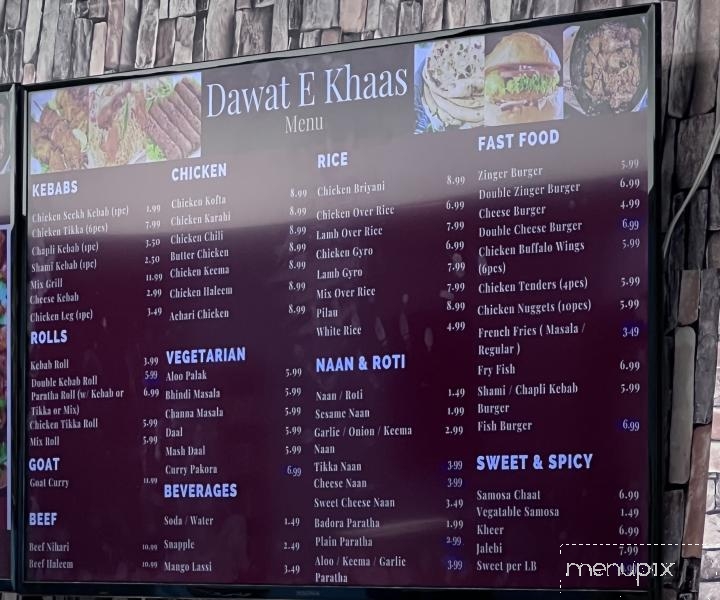 Dawat E Khaas
Menu
KEBABS
Chicken Seekh Kebab (1pc) 1.99
Chicken Tikka (6pcs) 7.99
Chapli Kebab (1pc) 3.50
Shami Kebab (1pc) 2.50
Mix Grill 11.99
Cheese Kebab 2.99
Chicken Leg (1pc) 3.49
ROLLS
Kebab Roll 3.99
Double Kebab Roll 5.99
Paratha Roll (w/ Kebab or 6.99
Tikka or Mix)
Chicken Tikka Roll 5.99
Mix Roll 5.99
GOAT
Goat Curry 11.99
BEEF
Beef Nihari 10.99
Beef Haleem 10.99
CHICKEN
Chicken Kofta 8.99
Chicken Karahi 8.99
Chicken Chili 8.99
Butter Chicken 8.99
Chicken Keema 8.99
Chicken Haleem 8.99
Achari Chicken 8.99
VEGETARIAN
Aloo Palak 5.99
Bhindi Masala 5.99
Channa Masala 5.99
Daal 5.99
Mash Daal 5.99
Curry Pakora 6.99
BEVERAGES
Soda / Water 1.49
Snapple 2.49
Mango Lassi 3.49
RICE
Chicken Briyani 8.99
Chicken Over Rice 6.99
Lamb Over Rice 7.99
Chicken Gyro 6.99
Lamb Gyro 7.99
Mix Over Rice 7.99
Pilau 8.99
White Rice 4.99
NAAN & ROTI
Naan / Roti 1.49
Sesame Naan 1.99
Garlic / Onion / Keema 2.99
Naan
Tikka Naan 3.99
Cheese Naan 3.99
Sweet Cheese Naan 3.49
Badora Paratha 1.99
Plain Paratha 2.99
Aloo / Keema / Garlic 3.99
Paratha
FAST FOOD
Zinger Burger 5.99
Double Zinger Burger 6.99
Cheese Burger 4.99
Double Cheese Burger 6.99
Chicken Buffalo Wings 5.99
(6pcs)
Chicken Tenders (4pcs) 5.99
Chicken Nuggets (10pcs) 5.99
French Fries ( Masala / 3.49
Regular )
Fry Fish 6.99
Shami / Chapli Kebab 5.99
Burger
Fish Burger 6.99
SWEET & SPICY
Samosa Chaat 6.99
Vegatable Samosa 1.49
Kheer 6.99
Jalebi 7.99
Sweet per LB
menupix